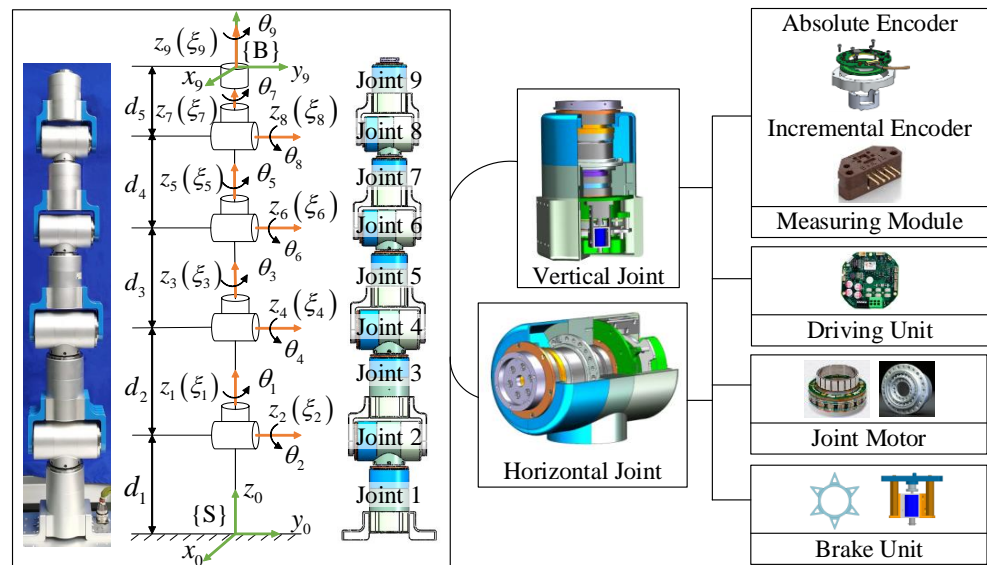 θ₉
z₉(ξ₉)
{B}
x₉
y₉
θ₇
d₅
z₇(ξ₇)
z₈(ξ₈)
θ₈
d₄
z₅(ξ₅)
θ₅
z₆(ξ₆)
θ₆
d₃
z₃(ξ₃)
θ₃
z₄(ξ₄)
θ₄
d₂
z₁(ξ₁)
θ₁
z₂(ξ₂)
θ₂
d₁
z₀
{S}
y₀
x₀
Joint 9
Joint 8
Joint 7
Joint 6
Joint 5
Joint 4
Joint 3
Joint 2
Joint 1
Vertical Joint
Horizontal Joint
Absolute Encoder
Incremental Encoder
Measuring Module
Driving Unit
Joint Motor
Brake Unit